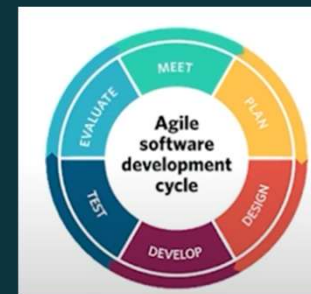 MEET
PLAN
DESIGN
DEVELOP
TEST
EVALUATE
Agile
software
development
cycle